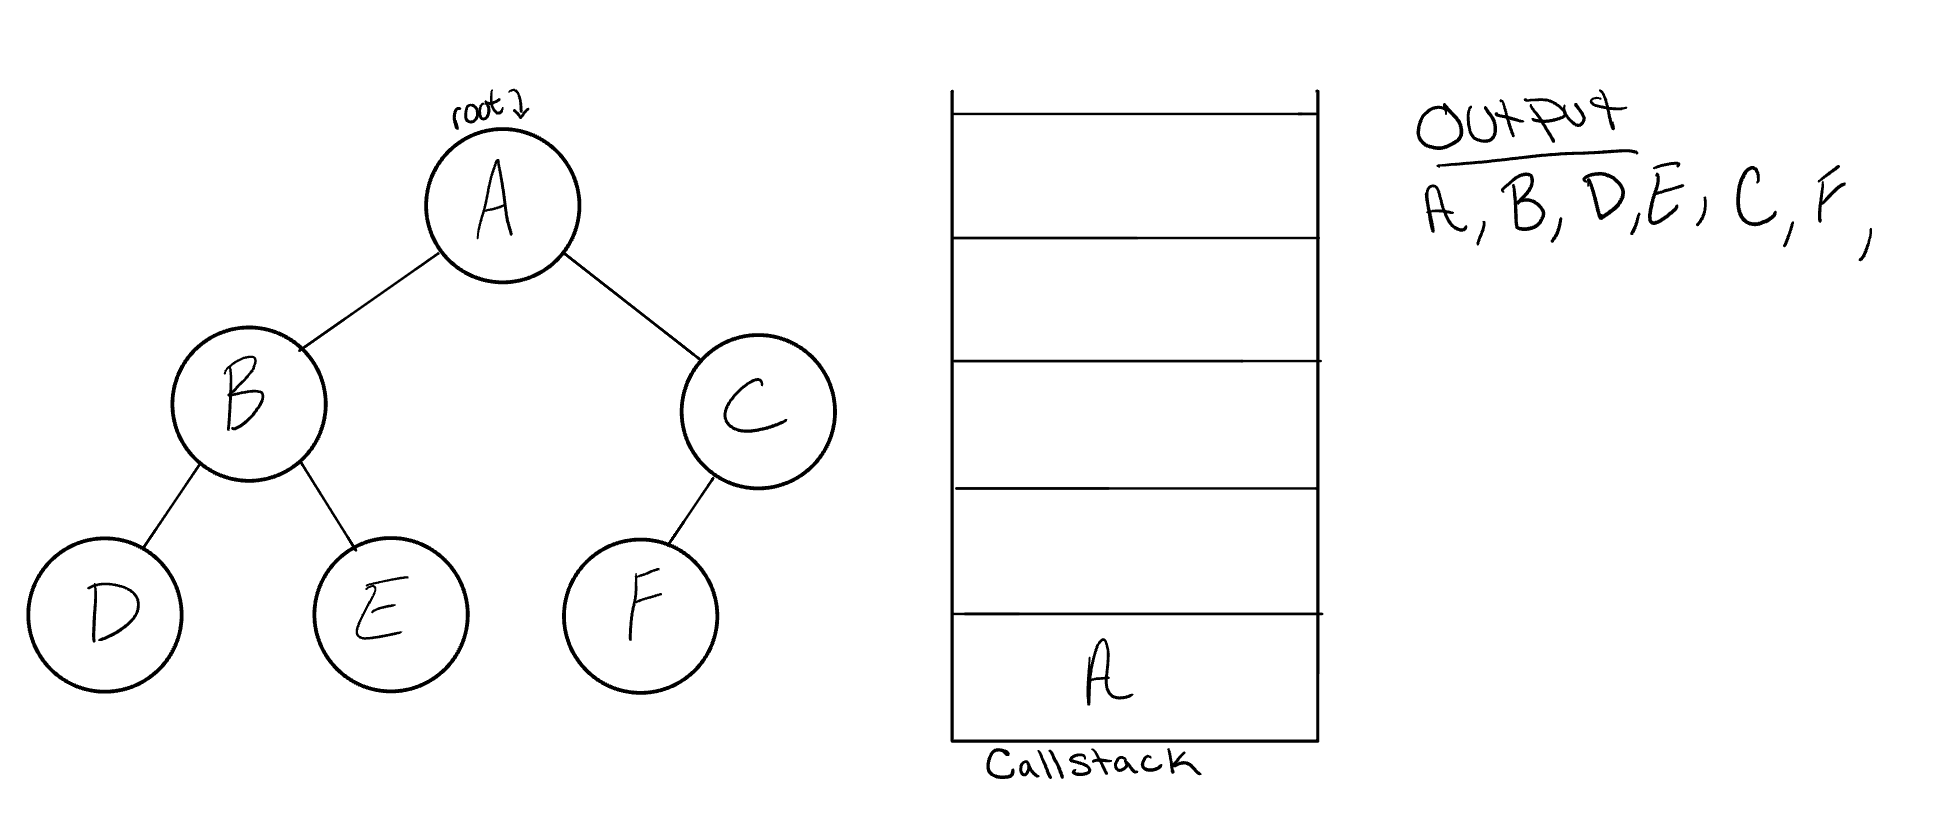 root
A
B
C
D
E
F
A
Callstack
Output
A, B, D, E, C, F,